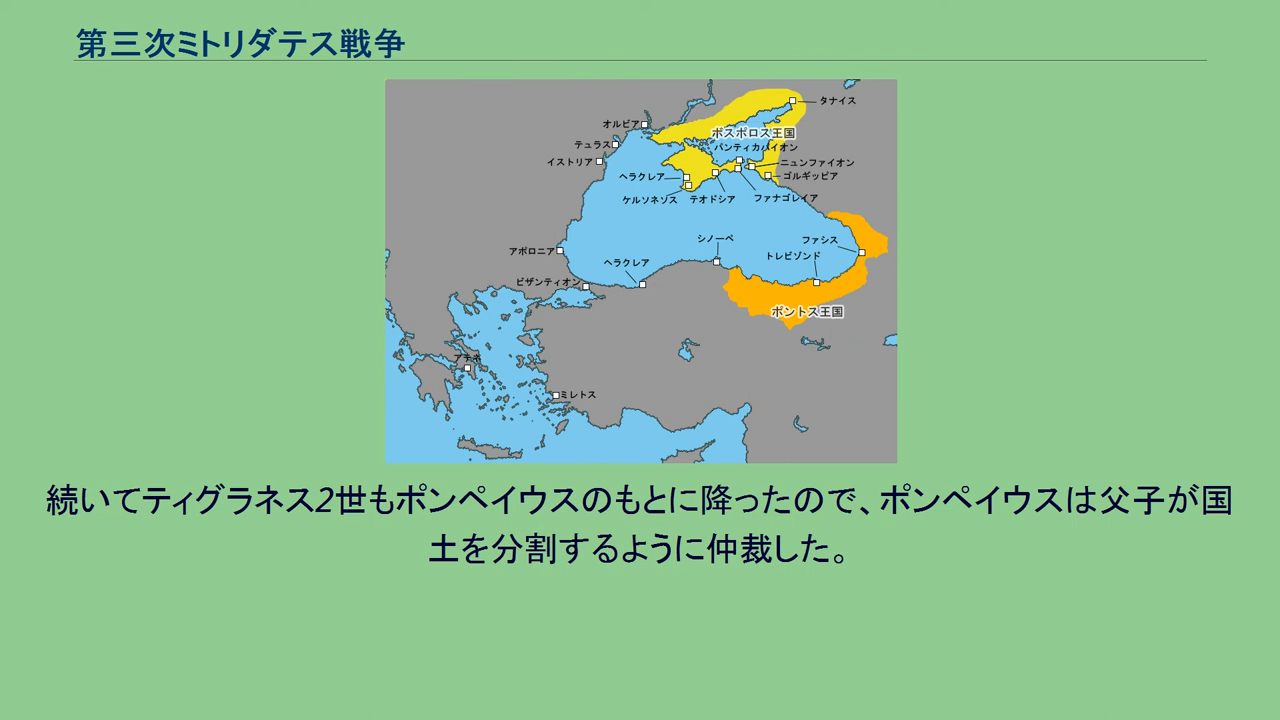 第三次ミトリダテス戦争
タナイス
オルビア
ボスポロス王国
テュラス
パンティカパイオン
イストリア
ニュンファイオン
ヘラクレア
ゴルギッピア
ケルソネソス
テオドシア
ファナゴレイア
シノーペ
ファシス
アポロニア
トレビゾンド
ヘラクレア
ビザンティオン
ポントス王国
アテネ
ミレトス
続いてティグラネス2世もポンペイウスのもとに降ったので、ポンペイウスは父子が国
土を分割するように仲裁した。